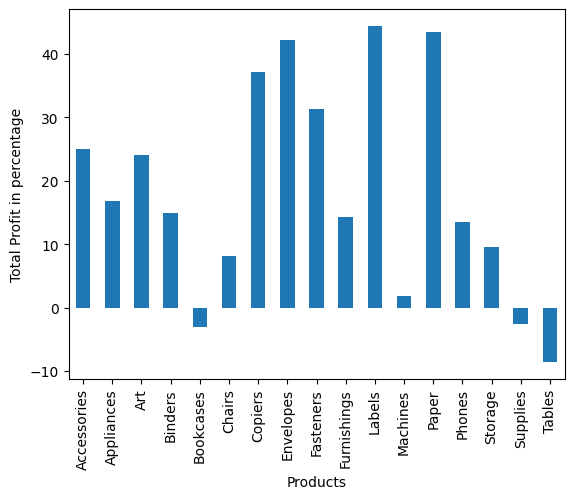 Total Profit in percentage
40
30
20
10
0
−10
Accessories
Appliances
Art
Binders
Bookcases
Chairs
Copiers
Envelopes
Fasteners
Furnishings
Labels
Machines
Paper
Phones
Storage
Supplies
Tables
Products